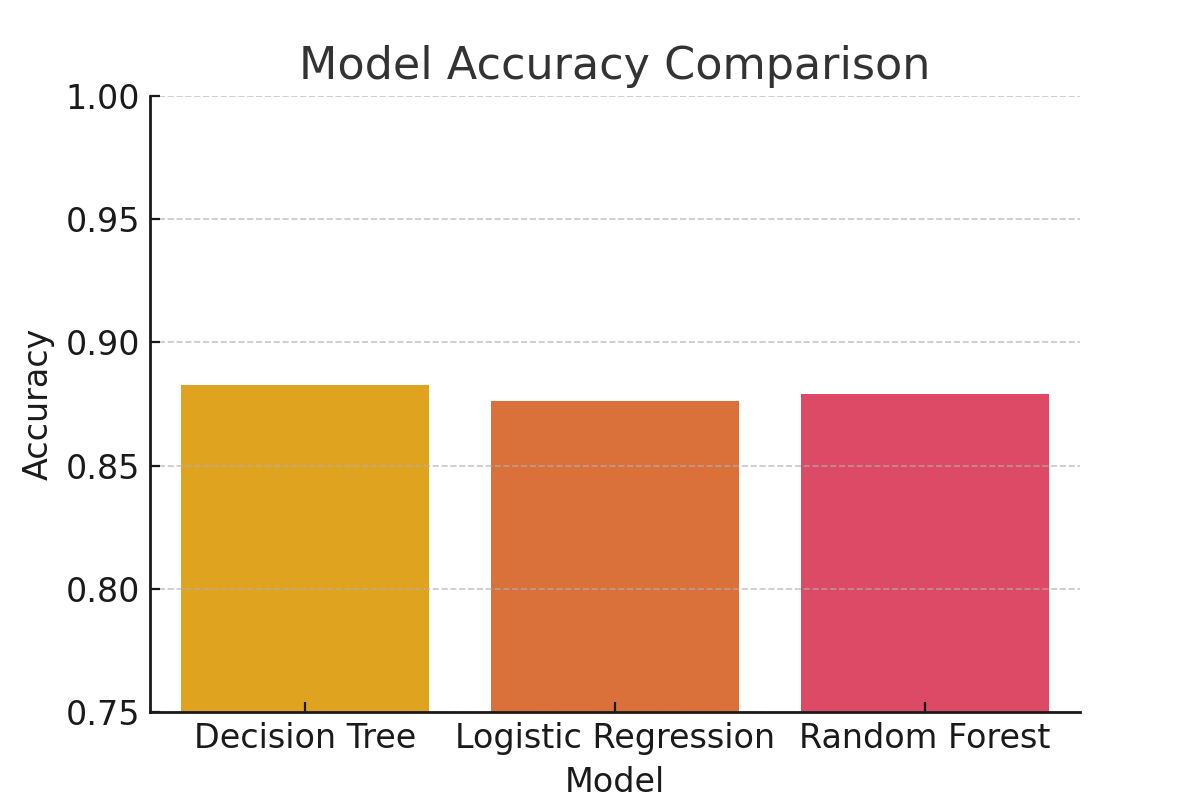 Model Accuracy Comparison
1.00
0.95
0.90
0.85
0.80
0.75
Accuracy
Decision Tree
Logistic Regression
Random Forest
Model